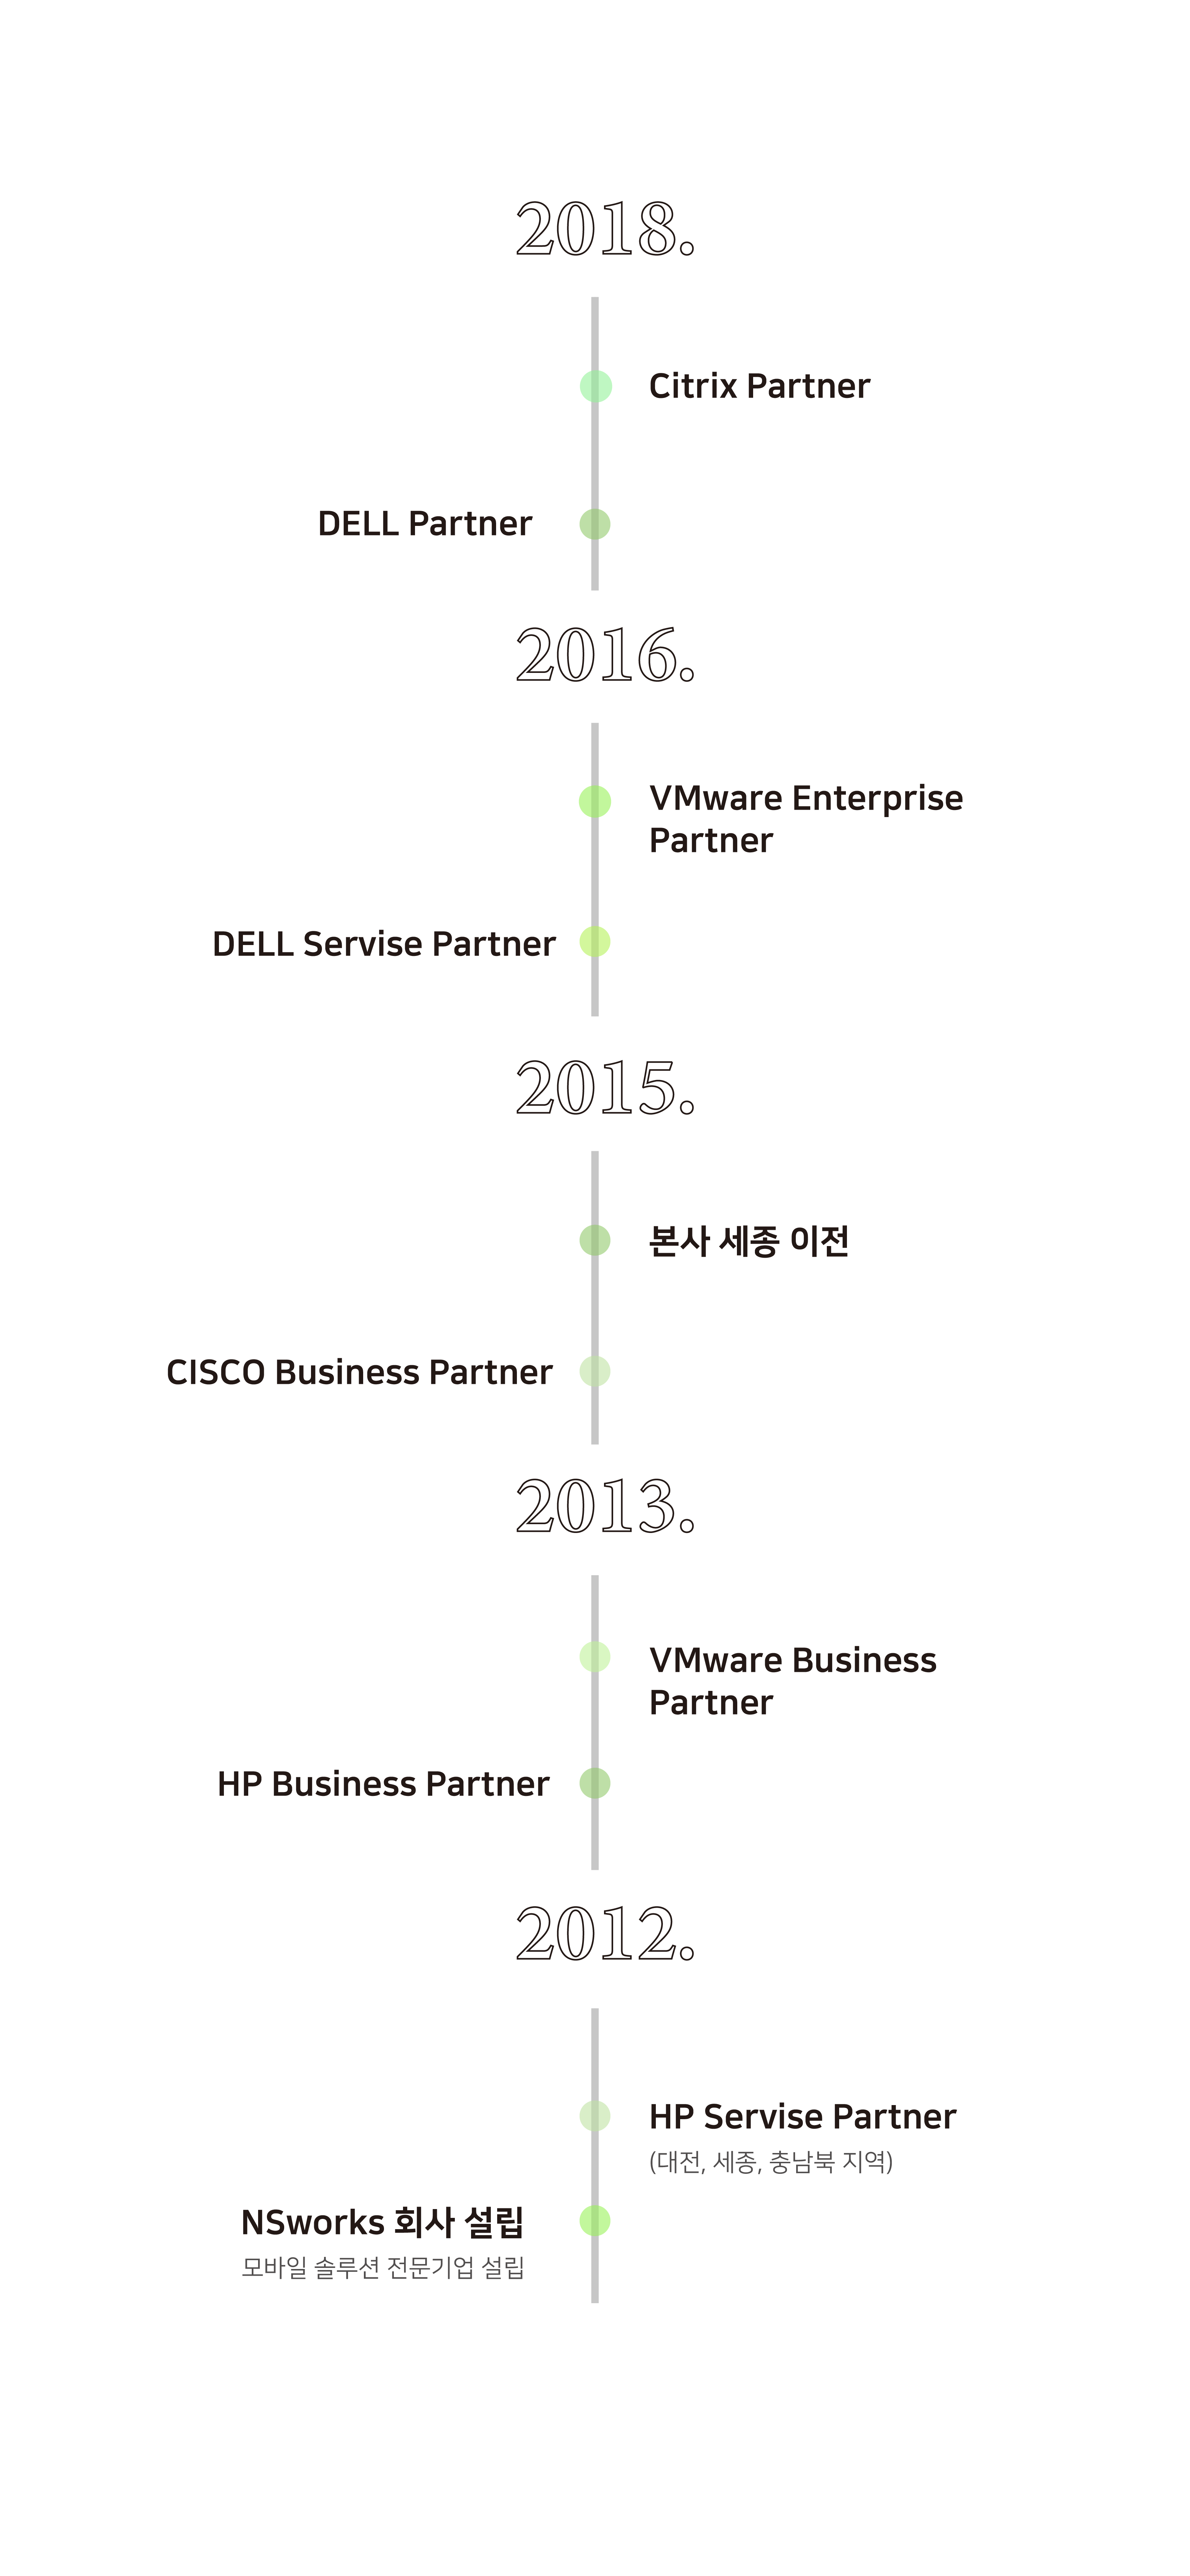 2018.
Citrix Partner
DELL Partner
2016.
VMware Enterprise
Partner
DELL Servise Partner
2015.
본사 세종 이전
CISCO Business Partner
2013.
VMware Business
Partner
HP Business Partner
2012.
HP Servise Partner
(대전, 세종, 충남북 지역)
NSworks 회사 설립
모바일 솔루션 전문기업 설립